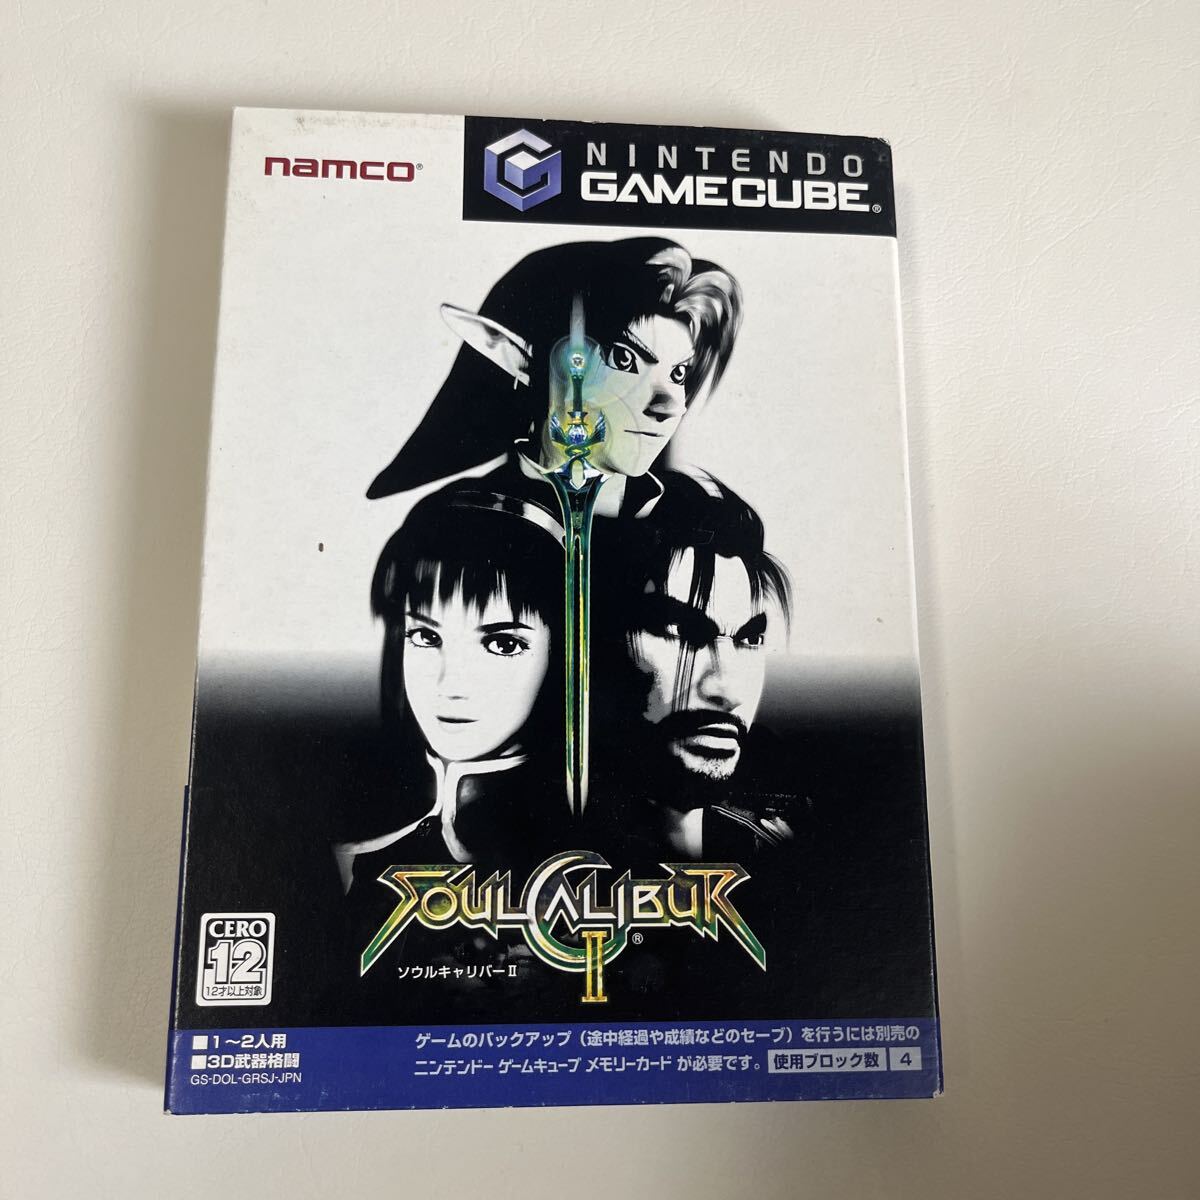 namco®
NINTENDO
GAMECUBE®
SOULCALIBUR
II®
ソウルキャリバーII
CERO
12
12才以上対象
■1～2人用
■3D武器格闘
GS-DOL-GRSJ-JPN
ゲームのバックアップ（途中経過や成績などのセーブ）を行うには別売の
ニンテンドーゲームキューブ メモリーカード が必要です。 使用ブロック数 4